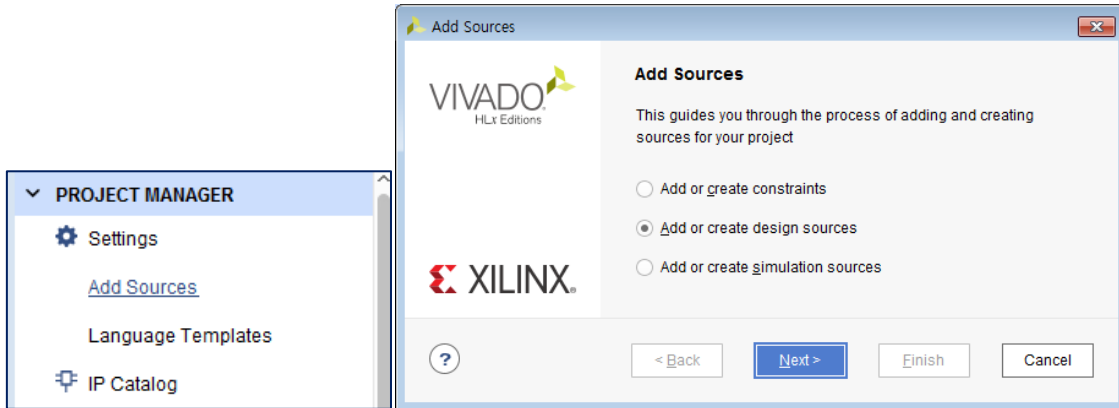 PROJECT MANAGER
Settings
Add Sources
Language Templates
IP Catalog
Add Sources
VIVADO.
HLx Editions
XILINX.
Add Sources
This guides you through the process of adding and creating
sources for your project
Add or create constraints
Add or create design sources
Add or create simulation sources
?
< Back
Next >
Finish
Cancel